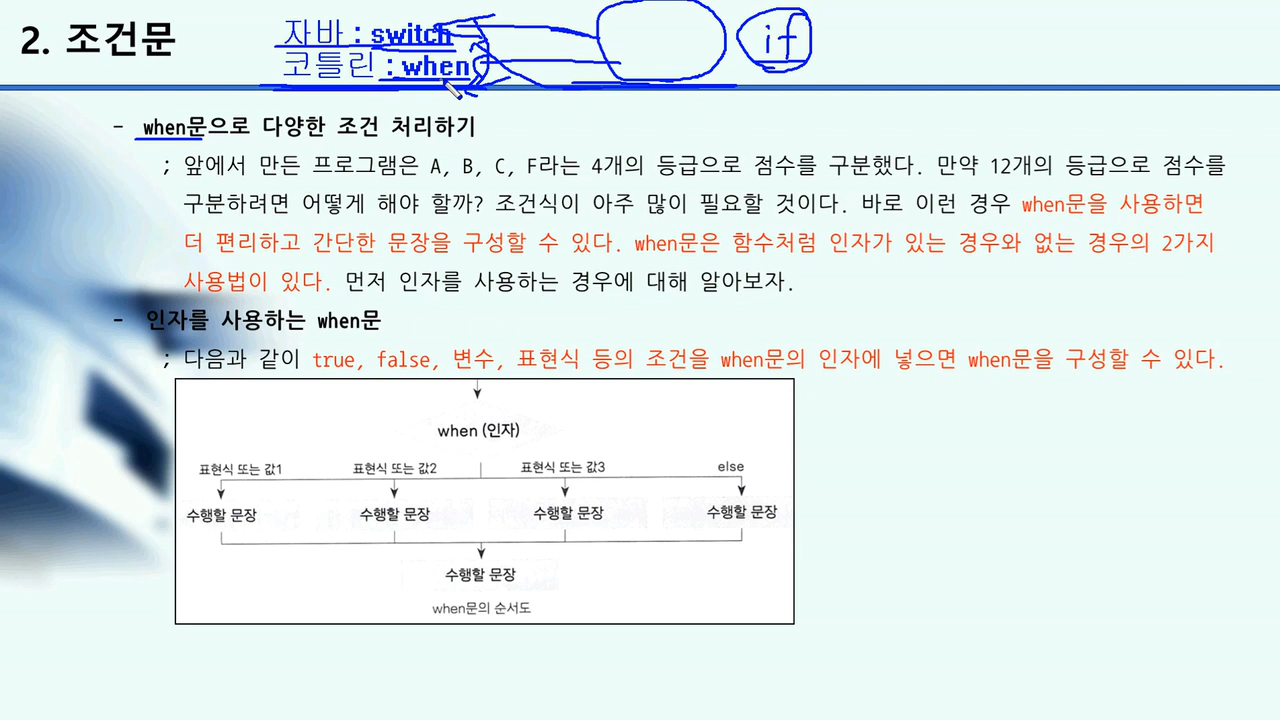 2. 조건문
자바 : switch
코틀린 : when
if
- when문으로 다양한 조건 처리하기
; 앞에서 만든 프로그램은 A, B, C, F라는 4개의 등급으로 점수를 구분했다. 만약 12개의 등급으로 점수를
구분하려면 어떻게 해야 할까? 조건식이 아주 많이 필요할 것이다. 바로 이런 경우 when문을 사용하면
더 편리하고 간단한 문장을 구성할 수 있다. when문은 함수처럼 인자가 있는 경우와 없는 경우의 2가지
사용법이 있다. 먼저 인자를 사용하는 경우에 대해 알아보자.
- 인자를 사용하는 when문
; 다음과 같이 true, false, 변수, 표현식 등의 조건을 when문의 인자에 넣으면 when문을 구성할 수 있다.
when (인자)
표현식 또는 값1 표현식 또는 값2 표현식 또는 값3 else
수행할 문장 수행할 문장 수행할 문장 수행할 문장
수행할 문장
when문의 순서도